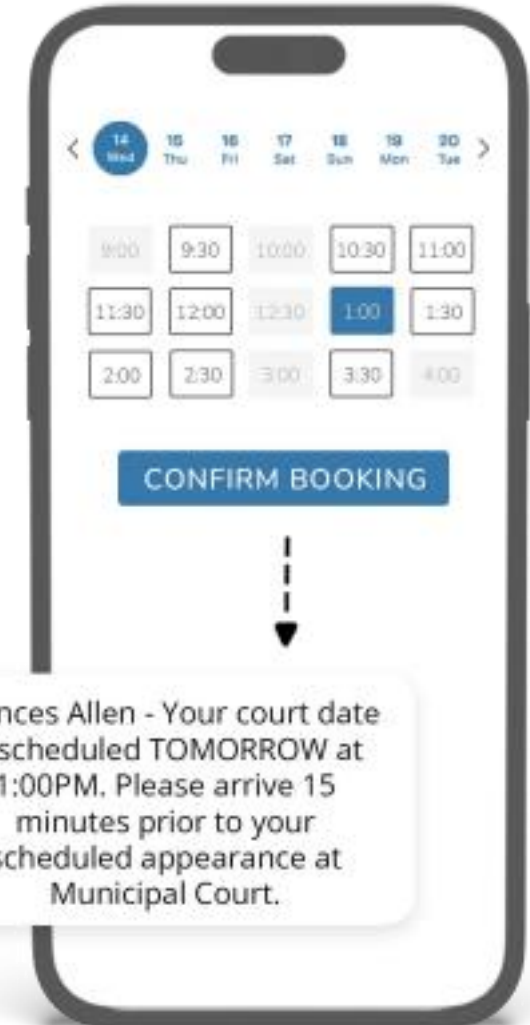 < 14 15 16 17 18 19 20 >
Wed Thu Fri Sat Sun Mon Tue
9:00 9:30 10:00 10:30 11:00
11:30 12:00 12:30 1:00 1:30
2:00 2:30 3:00 3:30 4:00
CONFIRM BOOKING
nces Allen - Your court date
scheduled TOMORROW at
1:00PM. Please arrive 15
minutes prior to your
scheduled appearance at
Municipal Court.